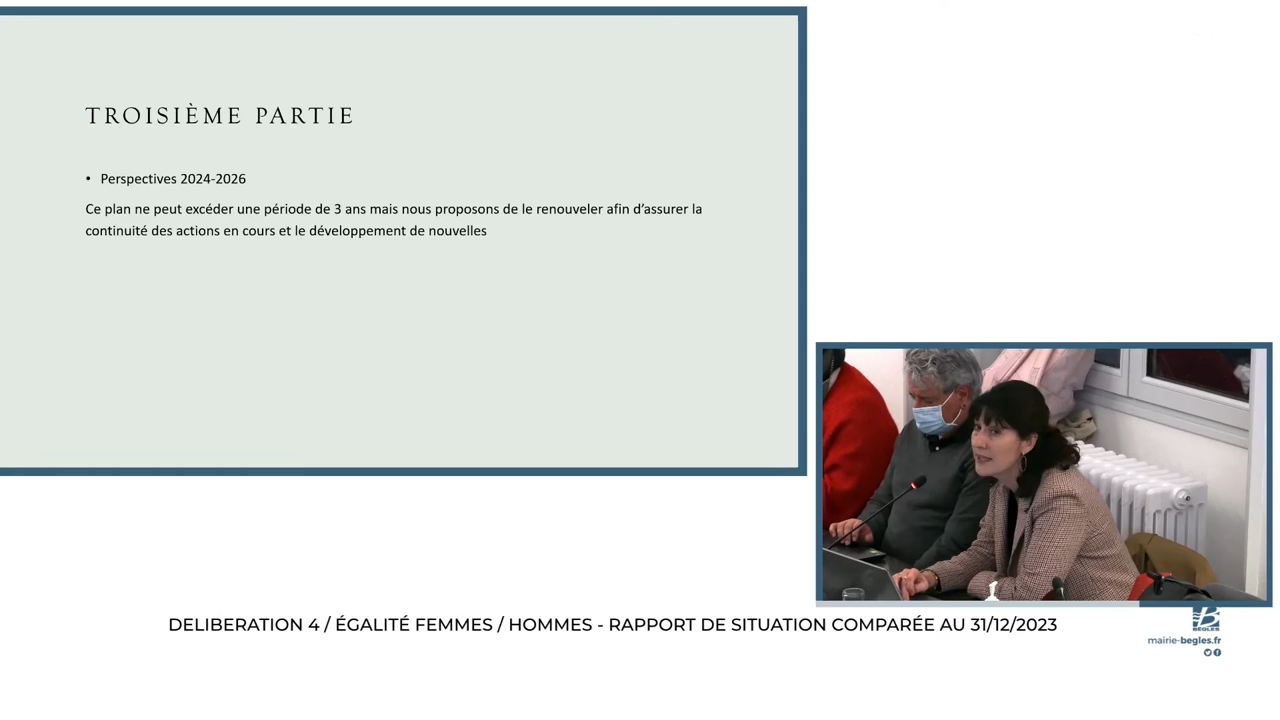 TROISIÈME PARTIE
• Perspectives 2024-2026
Ce plan ne peut excéder une période de 3 ans mais nous proposons de le renouveler afin d’assurer la
continuité des actions en cours et le développement de nouvelles
DELIBERATION 4 / ÉGALITÉ FEMMES / HOMMES - RAPPORT DE SITUATION COMPARÉE AU 31/12/2023
BÈGLES
mairie-begles.fr